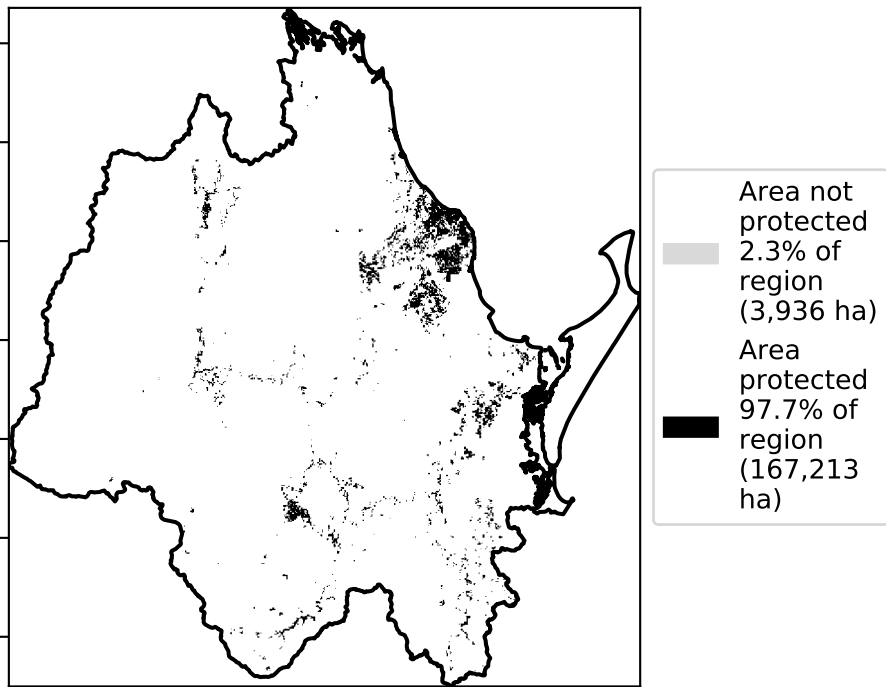 Area not
protected
2.3% of
region
(3,936 ha)
Area
protected
97.7% of
region
(167,213
ha)